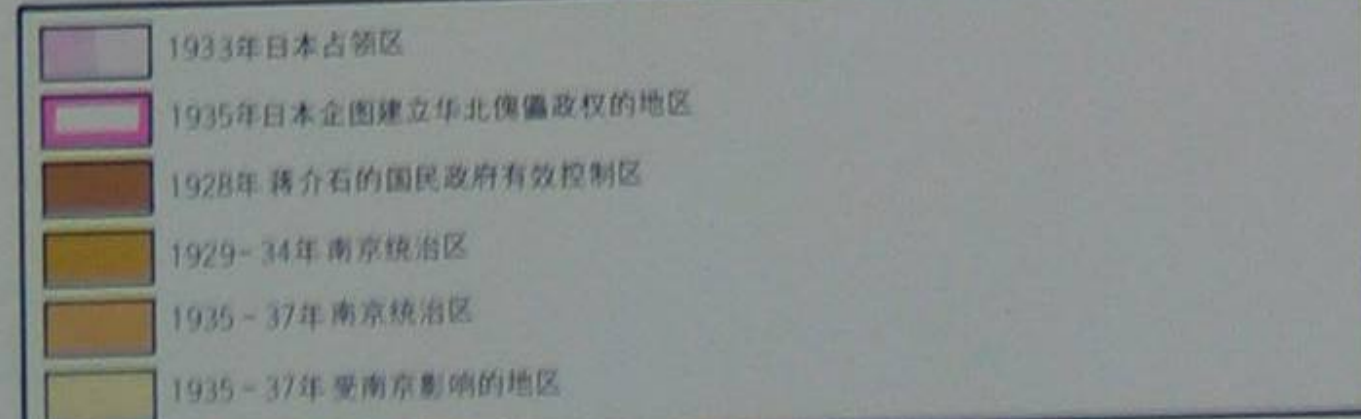 1933年日本占领区
1935年日本企图建立华北傀儡政权的地区
1928年 蒋介石的国民政府有效控制区
1929-34年 南京统治区
1935-37年 南京统治区
1935-37年 受南京影响的地区